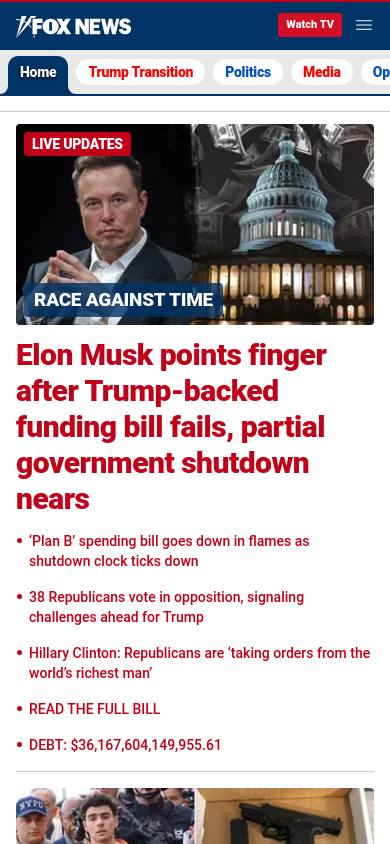 FOX NEWS
Watch TV
Home
Trump Transition
Politics
Media
Op
LIVE UPDATES
RACE AGAINST TIME
Elon Musk points finger
after Trump-backed
funding bill fails, partial
government shutdown
nears
• ‘Plan B’ spending bill goes down in flames as
shutdown clock ticks down
• 38 Republicans vote in opposition, signaling
challenges ahead for Trump
• Hillary Clinton: Republicans are ‘taking orders from the
world’s richest man’
• READ THE FULL BILL
• DEBT: $36,167,604,149,955.61
NYPD